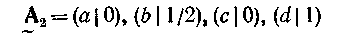 A₂ = (a | 0), (b | 1/2), (c | 0), (d | 1)